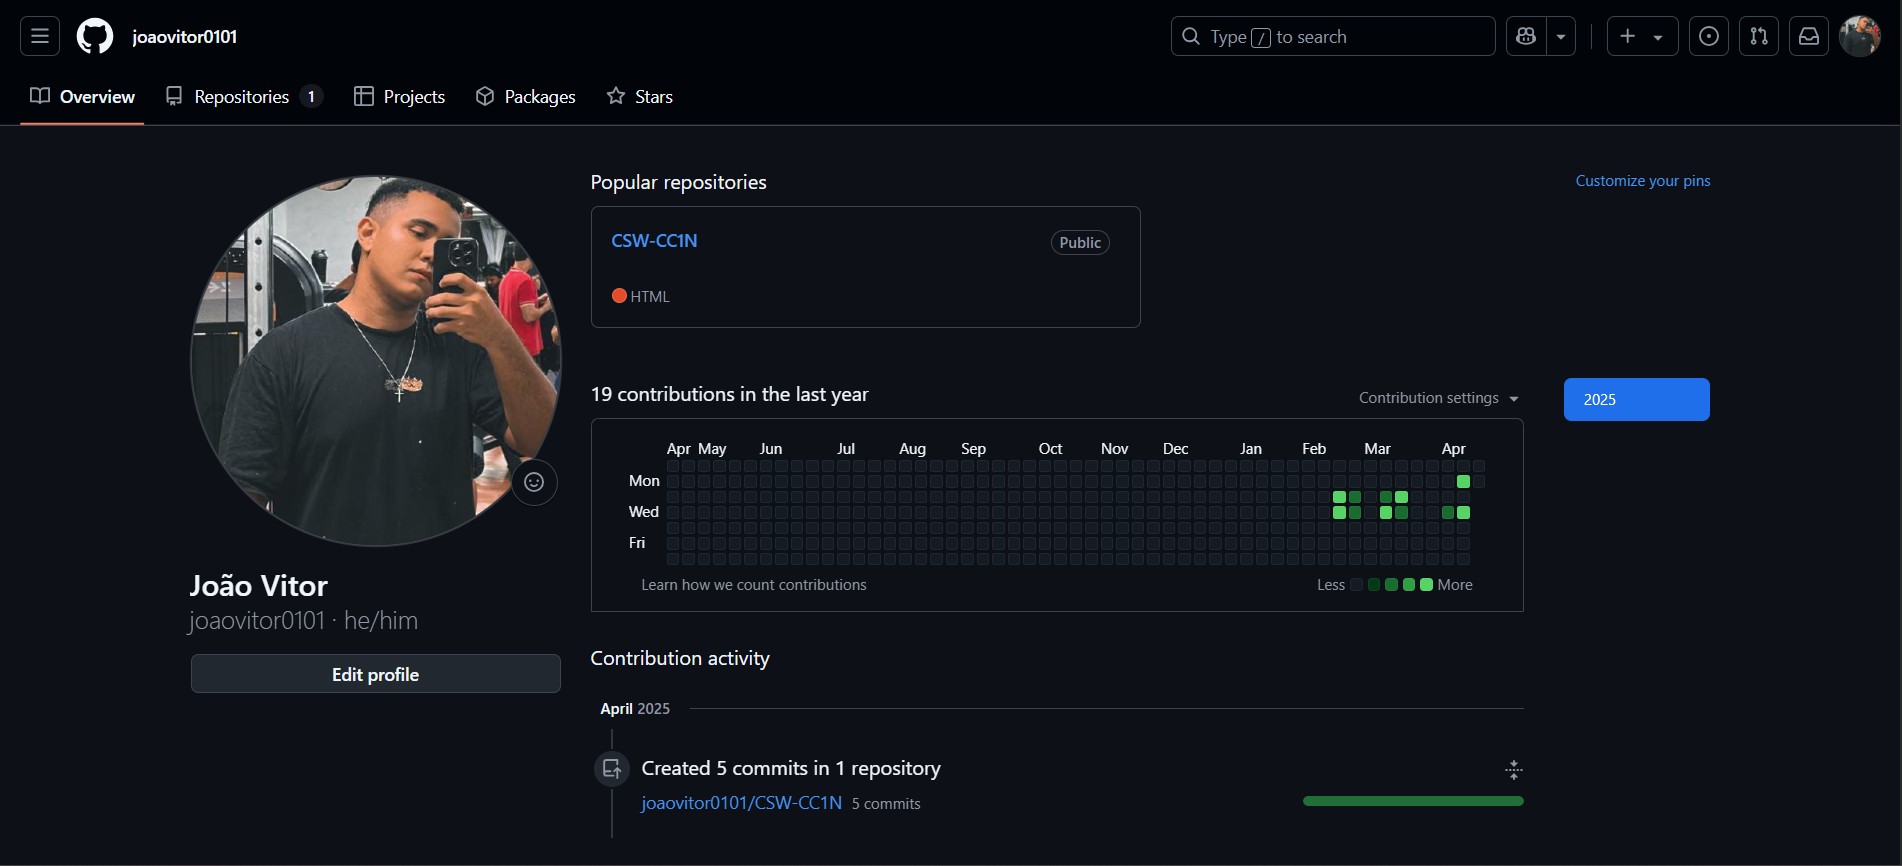 joaovitor0101
Type / to search
Overview
Repositories 1
Projects
Packages
Stars
João Vitor
joaovitor0101 · he/him
Edit profile
Popular repositories
Customize your pins
CSW-CC1N
Public
HTML
19 contributions in the last year
Contribution settings
2025
Apr May Jun Jul Aug Sep Oct Nov Dec Jan Feb Mar Apr
Mon
Wed
Fri
Learn how we count contributions
Less More
Contribution activity
April 2025
Created 5 commits in 1 repository
joaovitor0101/CSW-CC1N 5 commits